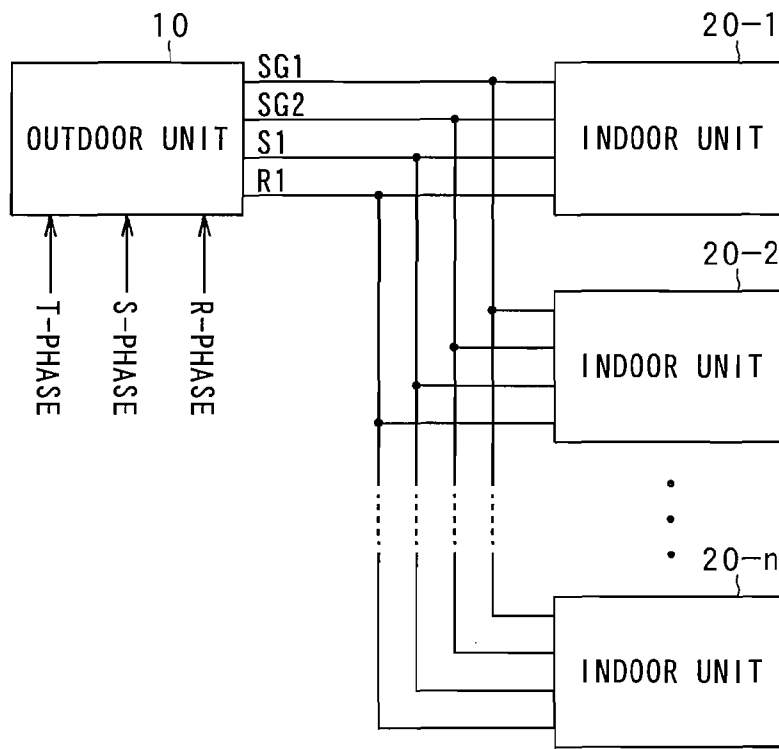 10
20-1
SG1
SG2
OUTDOOR UNIT
S1
R1
INDOOR UNIT
20-2
T-PHASE
S-PHASE
R-PHASE
INDOOR UNIT
20-n
INDOOR UNIT